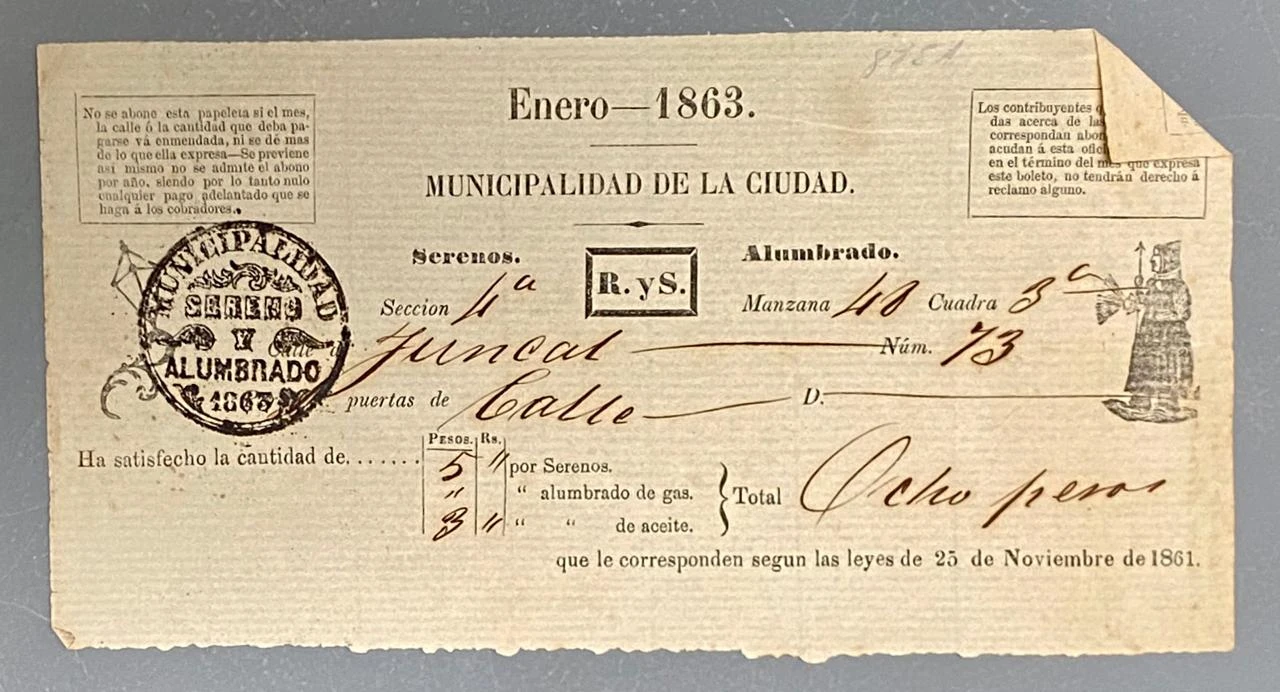 8484
Enero—1863.
No se abone esta papeleta si el mes,
la calle ó la cantidad que deba pa-
garse vá enmendada, ni se dé mas
de lo que ella expresa—Se previene
así mismo no se admite el abono
por año, siendo por lo tanto nulo
cualquier pago adelantado que se
haga á los cobradores.
Los contribuyentes
das acerca de las
correspondan abon
acudan á esta ofi
en el término del mes que expresa
este boleto, no tendrán derecho á
reclamo alguno.
MUNICIPALIDAD DE LA CIUDAD.
MUNICIPALIDAD
SERENO
Y
ALUMBRADO
1863
Serenos. R. y S. Alumbrado.
Seccion 4a Manzana 48 Cuadra 3a
Calle d Juncal Núm. 73
puertas de Calle D.
Pesos. Rs.
Ha satisfecho la cantidad de....... 5 " por Serenos.
" “ alumbrado de gas. } Total Ocho pesos
3 " “ “ de aceite.
que le corresponden segun las leyes de 25 de Noviembre de 1861.